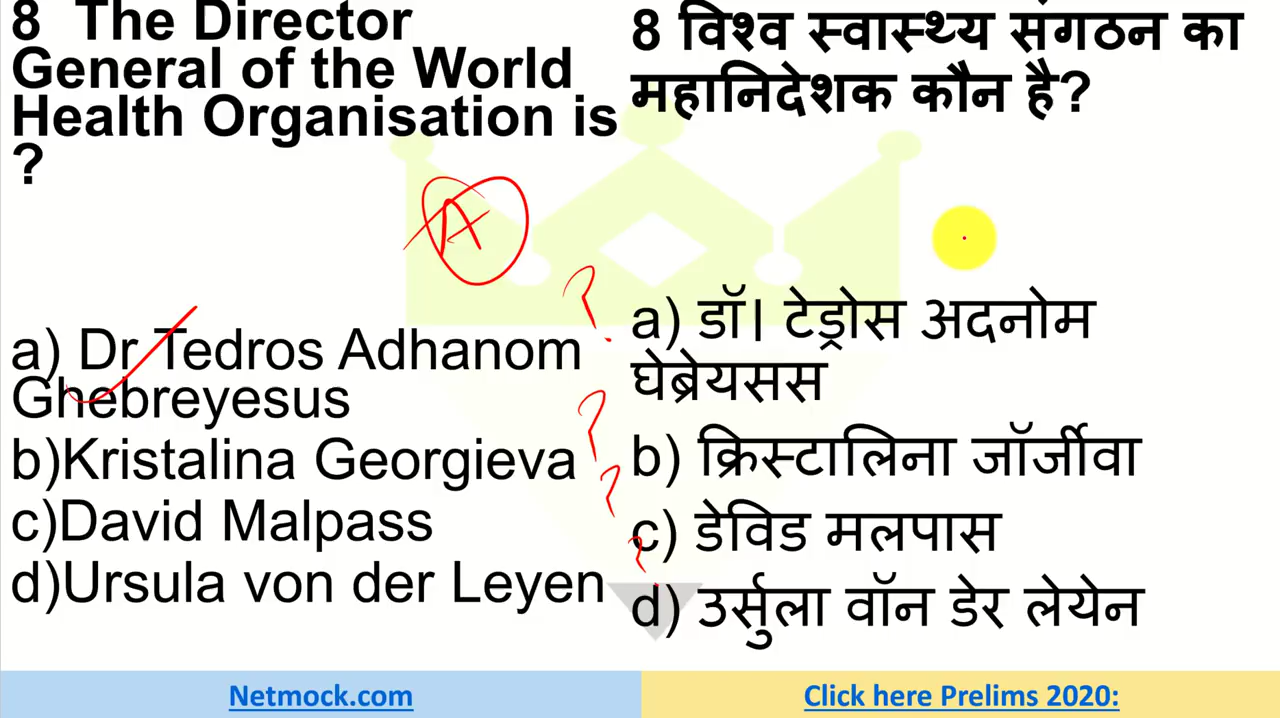 8 The Director
General of the World
Health Organisation is
?
A
a) Dr Tedros Adhanom
Ghebreyesus
b)Kristalina Georgieva
c)David Malpass
d)Ursula von der Leyen
?
?
?
?
8 विश्व स्वास्थ्य संगठन का
महानिदेशक कौन है?
a) डॉ। टेड्रोस अदनोम
घेब्रेयसस
b) क्रिस्टालिना जॉर्जीवा
c) डेविड मलपास
d) उर्सुला वॉन डेर लेयेन
Netmock.com
Click here Prelims 2020: